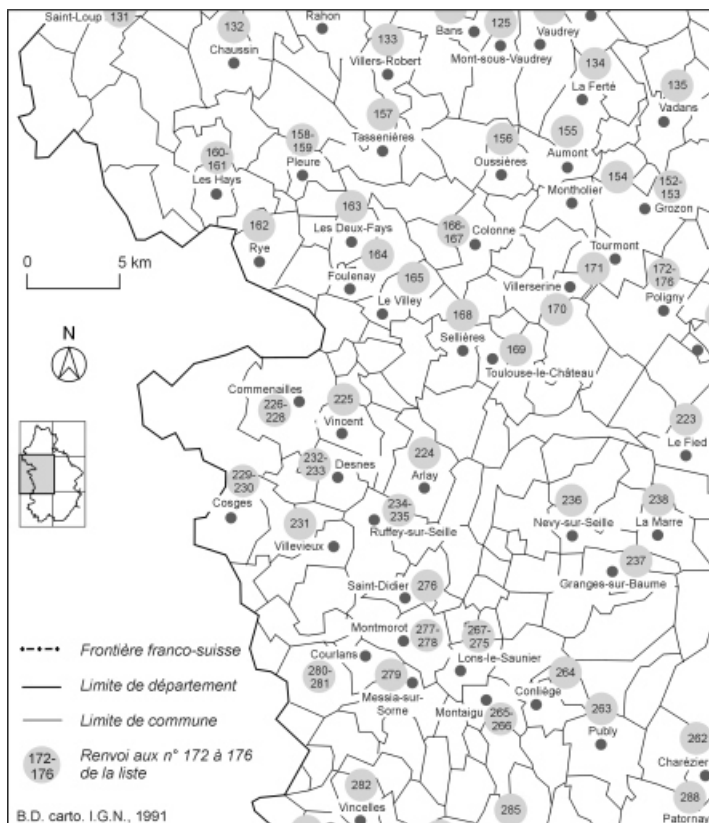 Saint-Loup
131
132
Chaussin
Rahon
133
Villers-Robert
Bans
125
Mont-sous-Vaudrey
Vaudrey
134
La Ferté
135
Vadans
157
Tassenières
158-
159
Pleure
160-
161
Les Hays
156
Oussières
155
Aumont
154
Montholier
152-
153
Grozon
162
Rye
163
Les Deux-Fays
164
Foulenay
165
Le Villey
166-
167
Colonne
Tourmont
171
Villerserine
170
172-
176
Poligny
0
5 km
168
Sellières
169
Toulouse-le-Château
N
Commenailles
226-
228
225
Vincent
223
Le Fied
224
Arlay
232-
233
Desnes
229-
230
Cosges
231
Villevieux
234-
235
Ruffey-sur-Seille
236
Nevy-sur-Seille
238
La Marre
237
Granges-sur-Baume
Saint-Didier
276
Montmorot
277-
278
267-
275
Lons-le-Saunier
Courlans
280-
281
279
Messia-sur-
Sorne
Montaigu
265-
266
Conliège
264
263
Publy
262
Charézier
288
Patornay
282
Vincelles
285
Frontière franco-suisse
Limite de département
Limite de commune
172-
176
Renvoi aux n° 172 à 176
de la liste
B.D. carto. I.G.N., 1991